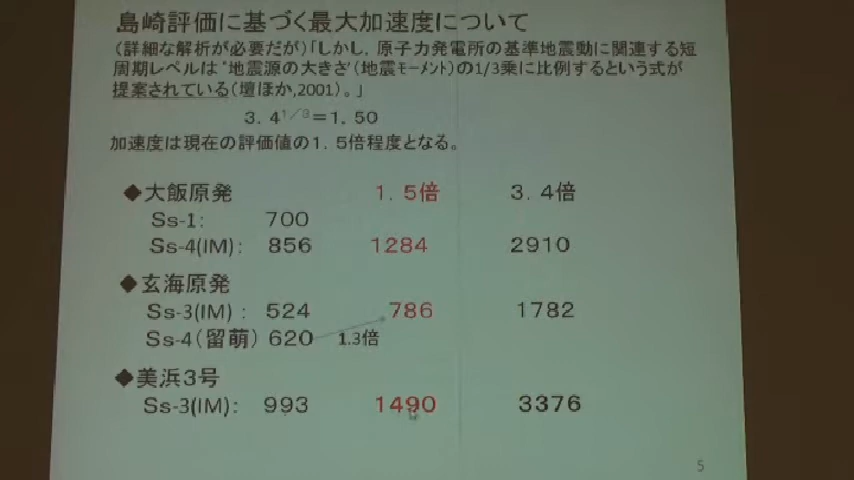 島崎評価に基づく最大加速度について
(詳細な解析が必要だが)「しかし, 原子力発電所の基準地震動に関連する短
周期レベルは"地震源の大きさ"(地震モーメント)の1/3乗に比例するという式が
提案されている(壇ほか,2001)。」
3.4^1/3=1.50
加速度は現在の評価値の1.5倍程度となる。
◆大飯原発 1.5倍 3.4倍
Ss-1: 700
Ss-4(IM): 856 1284 2910
◆玄海原発
Ss-3(IM): 524 786 1782
Ss-4(留萌) 620 1.3倍
◆美浜3号
Ss-3(IM): 993 1490 3376
5